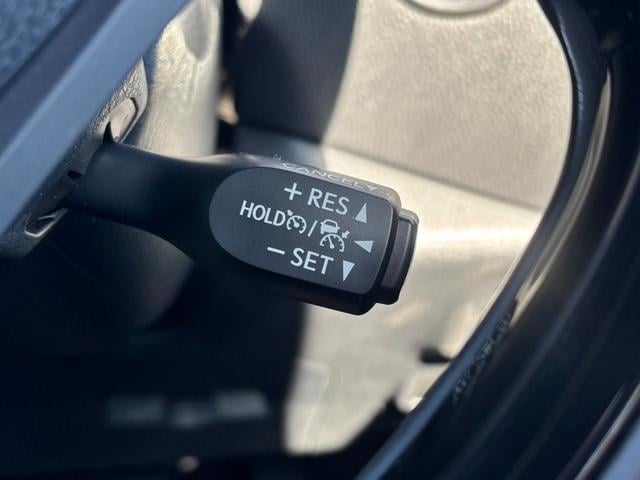 CANCEL▼
+RES▲
HOLD / ◀
−SET▼